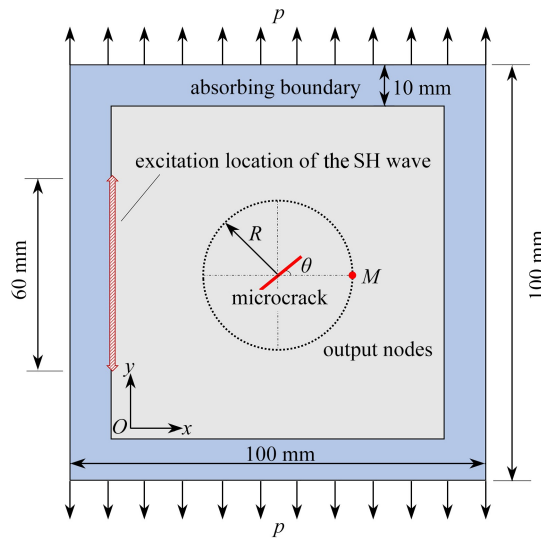 p
absorbing boundary
10 mm
excitation location of the SH wave
60 mm
R
θ
M
microcrack
100 mm
output nodes
y
O
x
100 mm
p